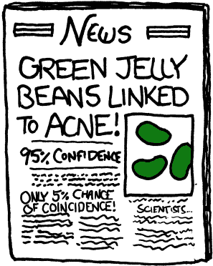 NEWS
GREEN JELLY
BEANS LINKED
TO ACNE!
95% CONFIDENCE
ONLY 5% CHANCE
OF COINCIDENCE!
SCIENTISTS...